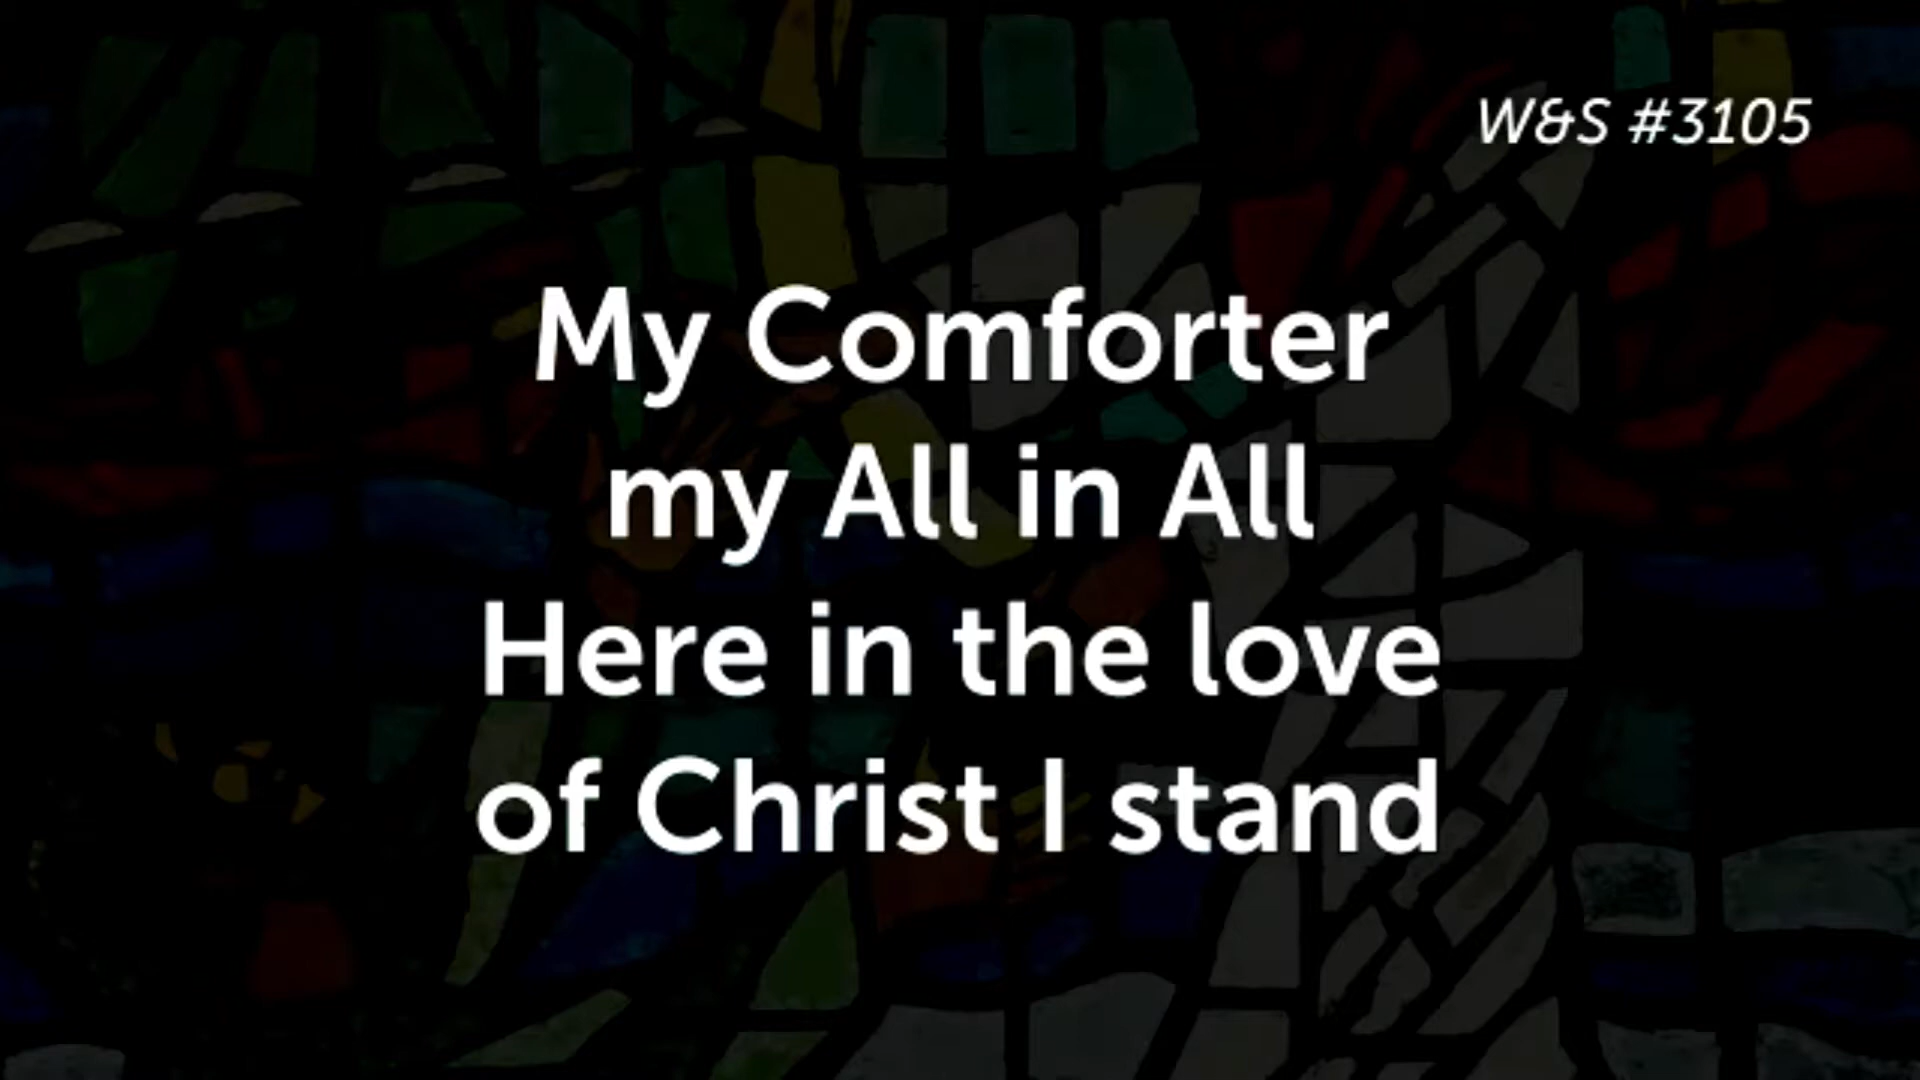 W&S #3105
My Comforter
my All in All
Here in the love
of Christ I stand